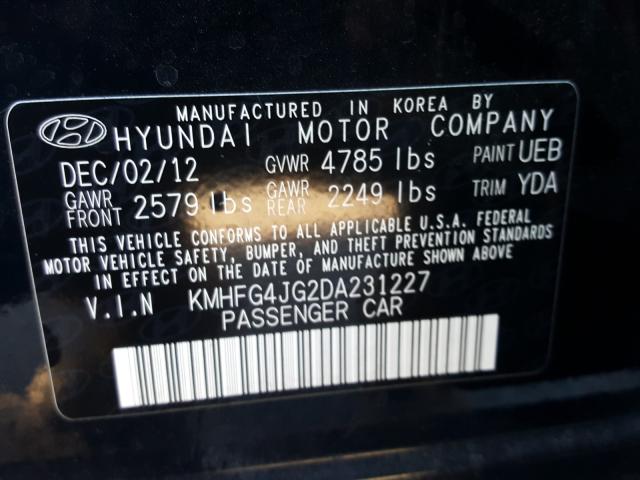 MANUFACTURED IN KOREA BY
HYUNDAI MOTOR COMPANY
DEC/02/12 GVWR 4785 lbs PAINT UEB
GAWR FRONT 2579 lbs GAWR REAR 2249 lbs TRIM YDA
THIS VEHICLE CONFORMS TO ALL APPLICABLE U.S.A. FEDERAL
MOTOR VEHICLE SAFETY, BUMPER, AND THEFT PREVENTION STANDARDS
IN EFFECT ON THE DATE OF MANUFACTURE SHOWN ABOVE.
V.I.N KMHFG4JG2DA231227
PASSENGER CAR